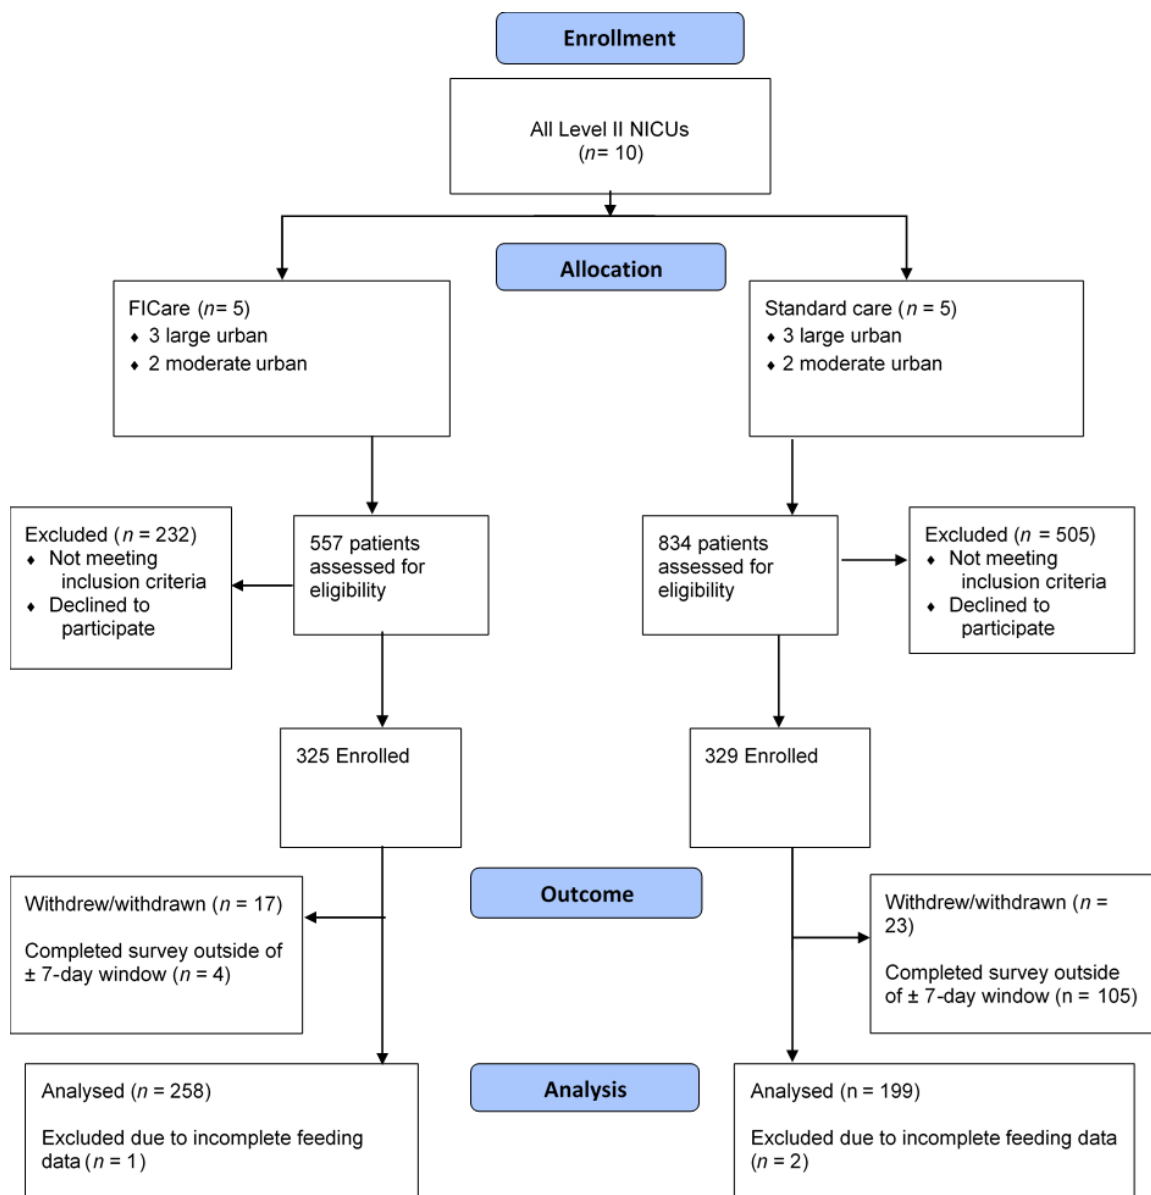 Enrollment
All Level II NICUs
(n= 10)
Allocation
FICare (n= 5)
♦ 3 large urban
♦ 2 moderate urban
Standard care (n = 5)
♦ 3 large urban
♦ 2 moderate urban
Excluded (n = 232)
♦ Not meeting
inclusion criteria
♦ Declined to
participate
557 patients
assessed for
eligibility
834 patients
assessed for
eligibility
Excluded (n = 505)
♦ Not meeting
inclusion criteria
♦ Declined to
participate
325 Enrolled
329 Enrolled
Outcome
Withdrew/withdrawn (n = 17)
Completed survey outside of
± 7-day window (n = 4)
Withdrew/withdrawn (n =
23)
Completed survey outside
of ± 7-day window (n = 105)
Analysis
Analysed (n = 258)
Excluded due to incomplete feeding
data (n = 1)
Analysed (n = 199)
Excluded due to incomplete feeding data
(n = 2)